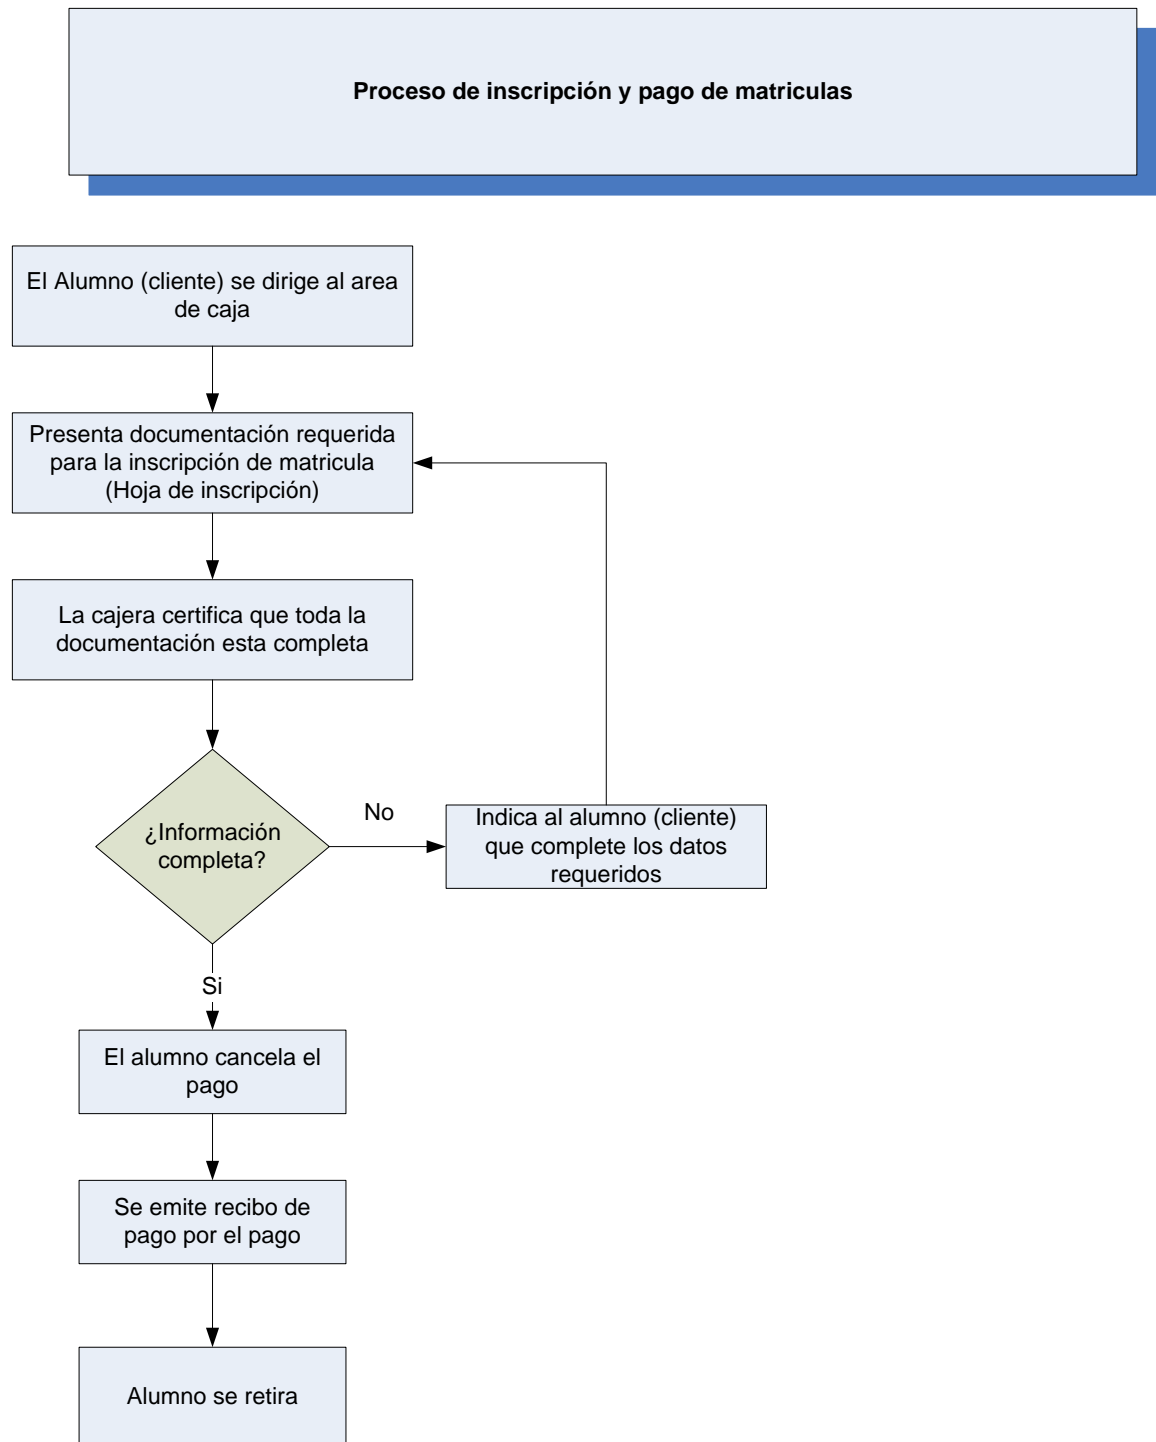 Proceso de inscripción y pago de matriculas
El Alumno (cliente) se dirige al area
de caja
Presenta documentación requerida
para la inscripción de matricula
(Hoja de inscripción)
La cajera certifica que toda la
documentación esta completa
¿Información
completa?
No
Indica al alumno (cliente)
que complete los datos
requeridos
Si
El alumno cancela el
pago
Se emite recibo de
pago por el pago
Alumno se retira